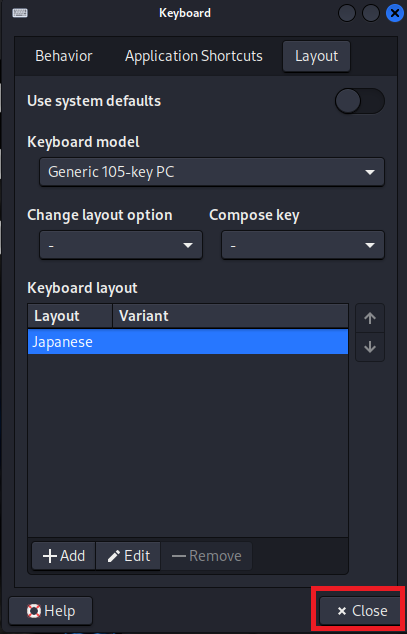 Keyboard
Behavior Application Shortcuts Layout
Use system defaults
Keyboard model
Generic 105-key PC
Change layout option Compose key
- -
Keyboard layout
Layout Variant
Japanese
Add Edit Remove
Help Close